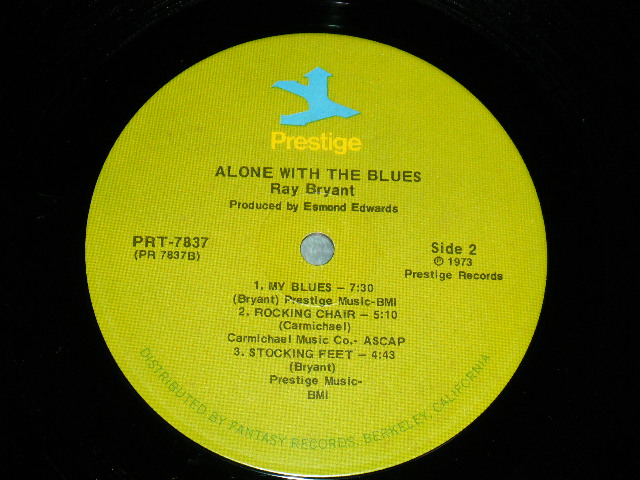 Prestige
ALONE WITH THE BLUES
Ray Bryant
Produced by Esmond Edwards
PRT-7837
(PR 7837B)
Side 2
℗ 1973
Prestige Records
1. MY BLUES – 7:30
(Bryant) Prestige Music-BMI
2. ROCKING CHAIR – 5:10
(Carmichael)
Carmichael Music Co.- ASCAP
3. STOCKING FEET – 4:43
(Bryant)
Prestige Music-
BMI
DISTRIBUTED BY FANTASY RECORDS, BERKELEY, CALIFORNIA